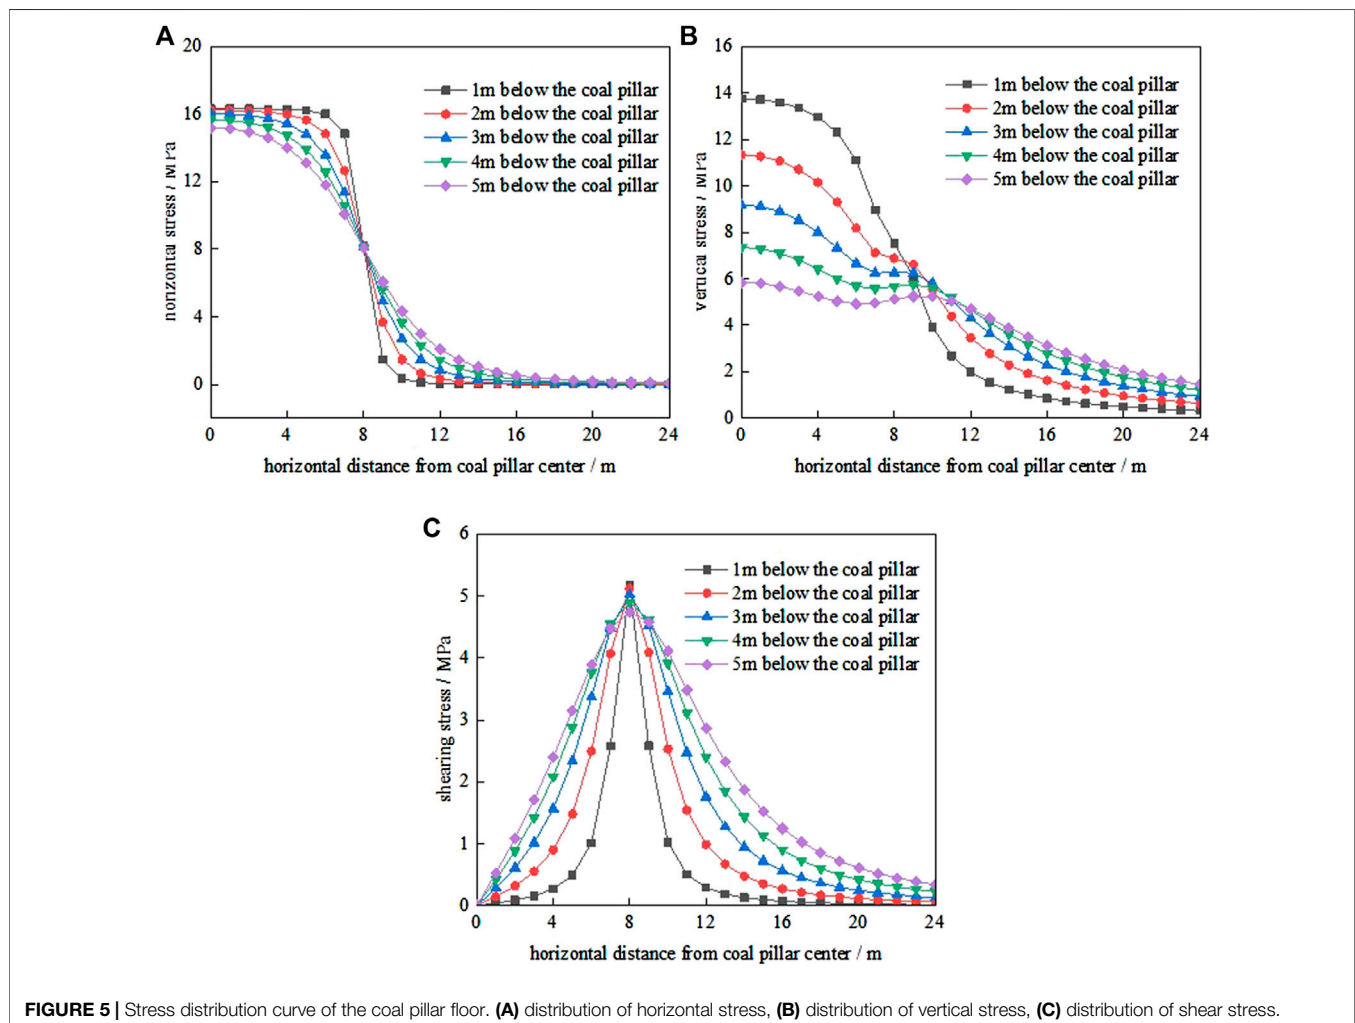 A
20
16
12
8
4
0
horizontal stress / MPa
1m below the coal pillar
2m below the coal pillar
3m below the coal pillar
4m below the coal pillar
5m below the coal pillar
0 4 8 12 16 20 24
horizontal distance from coal pillar center / m
B
16
14
12
10
8
6
4
2
0
vertical stress / MPa
1m below the coal pillar
2m below the coal pillar
3m below the coal pillar
4m below the coal pillar
5m below the coal pillar
0 4 8 12 16 20 24
horizontal distance from coal pillar center / m
C
6
5
4
3
2
1
0
shearing stress / MPa
1m below the coal pillar
2m below the coal pillar
3m below the coal pillar
4m below the coal pillar
5m below the coal pillar
0 4 8 12 16 20 24
horizontal distance from coal pillar center / m
FIGURE 5 | Stress distribution curve of the coal pillar floor. (A) distribution of horizontal stress, (B) distribution of vertical stress, (C) distribution of shear stress.